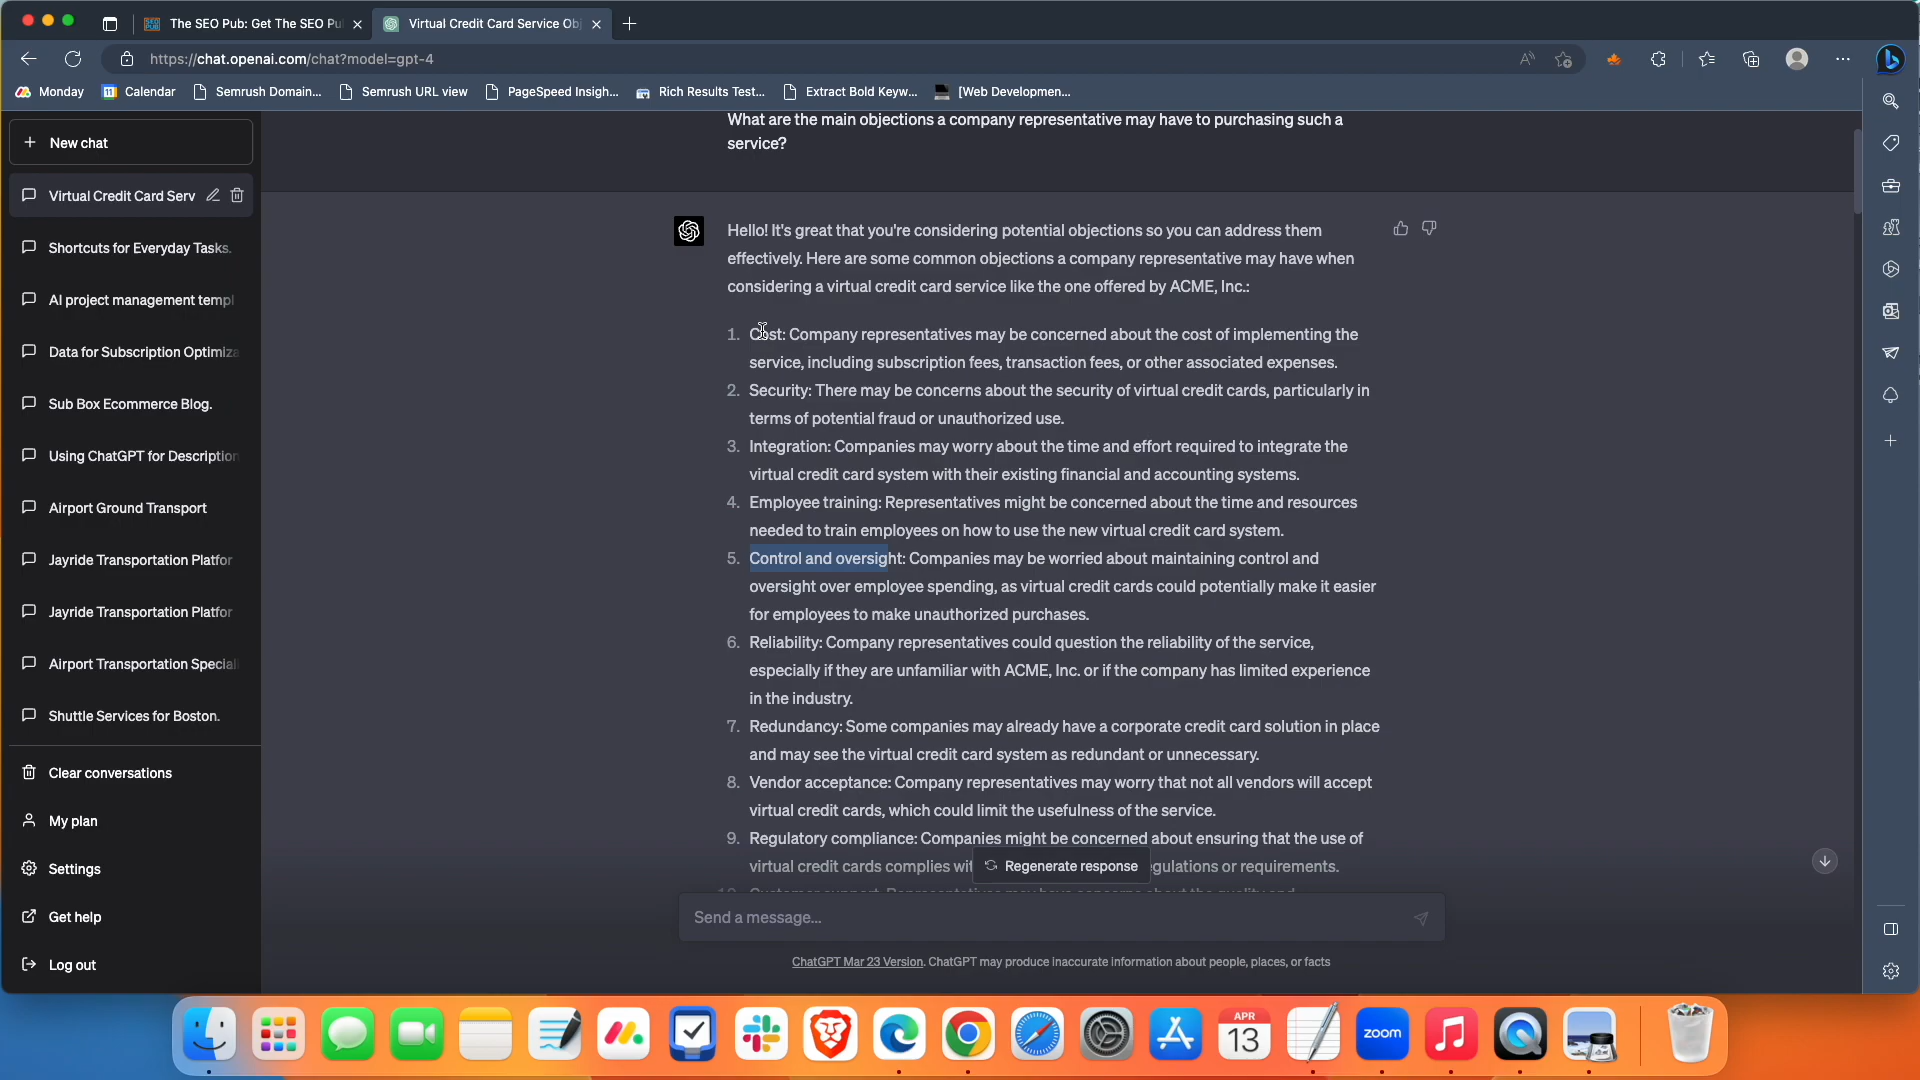 The SEO Pub: Get The SEO Pu
Virtual Credit Card Service Obj
https://chat.openai.com/chat?model=gpt-4
Monday
Calendar
Semrush Domain...
Semrush URL view
PageSpeed Insigh...
Rich Results Test...
Extract Bold Keyw...
[Web Developmen...
New chat
Virtual Credit Card Serv
Shortcuts for Everyday Tasks.
AI project management templ
Data for Subscription Optimiza
Sub Box Ecommerce Blog.
Using ChatGPT for Description
Airport Ground Transport
Jayride Transportation Platfor
Jayride Transportation Platfor
Airport Transportation Speciali
Shuttle Services for Boston.
Clear conversations
My plan
Settings
Get help
Log out
What are the main objections a company representative may have to purchasing such a
service?
Hello! It's great that you're considering potential objections so you can address them
effectively. Here are some common objections a company representative may have when
considering a virtual credit card service like the one offered by ACME, Inc.:
1. Cost: Company representatives may be concerned about the cost of implementing the
service, including subscription fees, transaction fees, or other associated expenses.
2. Security: There may be concerns about the security of virtual credit cards, particularly in
terms of potential fraud or unauthorized use.
3. Integration: Companies may worry about the time and effort required to integrate the
virtual credit card system with their existing financial and accounting systems.
4. Employee training: Representatives might be concerned about the time and resources
needed to train employees on how to use the new virtual credit card system.
5. Control and oversight: Companies may be worried about maintaining control and
oversight over employee spending, as virtual credit cards could potentially make it easier
for employees to make unauthorized purchases.
6. Reliability: Company representatives could question the reliability of the service,
especially if they are unfamiliar with ACME, Inc. or if the company has limited experience
in the industry.
7. Redundancy: Some companies may already have a corporate credit card solution in place
and may see the virtual credit card system as redundant or unnecessary.
8. Vendor acceptance: Company representatives may worry that not all vendors will accept
virtual credit cards, which could limit the usefulness of the service.
9. Regulatory compliance: Companies might be concerned about ensuring that the use of
virtual credit cards complies wi
egulations or requirements.
Regenerate response
Send a message...
ChatGPT Mar 23 Version. ChatGPT may produce inaccurate information about people, places, or facts
APR
13
zoom